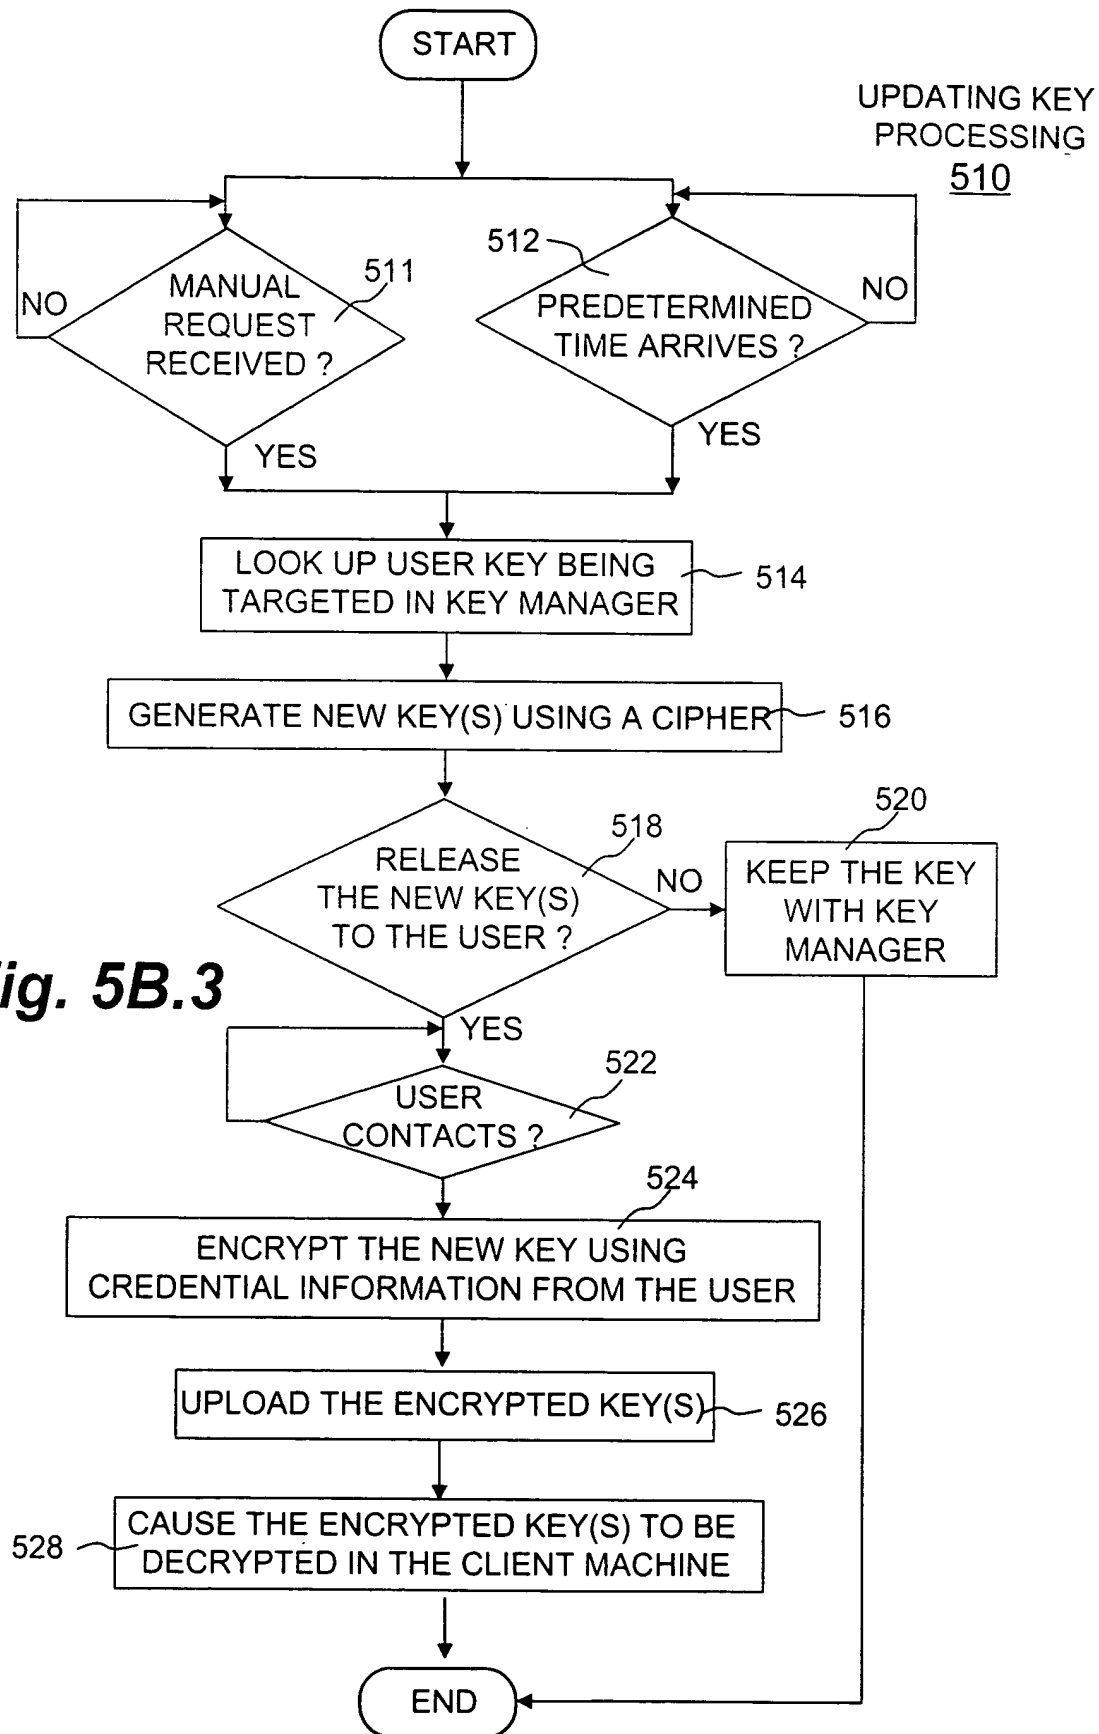 START
UPDATING KEY
PROCESSING
510
512
511
MANUAL
REQUEST
RECEIVED ?
NO
PREDETERMINED
TIME ARRIVES ?
NO
YES
YES
LOOK UP USER KEY BEING
TARGETED IN KEY MANAGER
514
GENERATE NEW KEY(S) USING A CIPHER
516
518
RELEASE
THE NEW KEY(S)
TO THE USER ?
NO
520
KEEP THE KEY
WITH KEY
MANAGER
ig. 5B.3
YES
522
USER
CONTACTS ?
524
ENCRYPT THE NEW KEY USING
CREDENTIAL INFORMATION FROM THE USER
UPLOAD THE ENCRYPTED KEY(S)
526
528
CAUSE THE ENCRYPTED KEY(S) TO BE
DECRYPTED IN THE CLIENT MACHINE
END